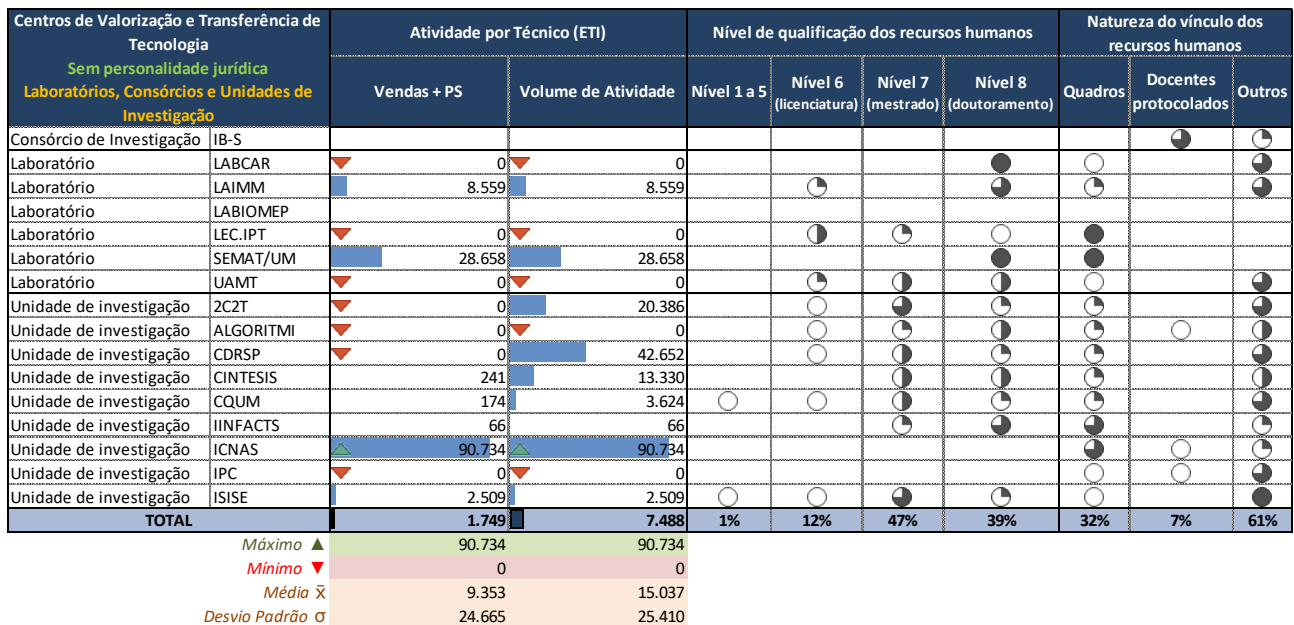 Centros de Valorização e Transferência de
Tecnologia
Sem personalidade jurídica
Laboratórios, Consórcios e Unidades de
Investigação
Atividade por Técnico (ETI)
Nível de qualificação dos recursos humanos
Natureza do vínculo dos
recursos humanos
Vendas + PS
Volume de Atividade
Nível 1 a 5
Nível 6
(licenciatura)
Nível 7
(mestrado)
Nível 8
(doutoramento)
Quadros
Docentes
protocolados
Outros
Consórcio de Investigação IB-S
Laboratório LABCAR 0 0
Laboratório LAIMM 8.559 8.559
Laboratório LABIOMEP
Laboratório LEC.IPT 0 0
Laboratório SEMAT/UM 28.658 28.658
Laboratório UAMT 0 0
Unidade de investigação 2C2T 0 20.386
Unidade de investigação ALGORITMI 0 0
Unidade de investigação CDRSP 0 42.652
Unidade de investigação CINTESIS 241 13.330
Unidade de investigação CQUM 174 3.624
Unidade de investigação IINFACTS 66 66
Unidade de investigação ICNAS 90.734 90.734
Unidade de investigação IPC 0 0
Unidade de investigação ISISE 2.509 2.509
TOTAL 1.749 7.488 1% 12% 47% 39% 32% 7% 61%
Máximo ▲ 90.734 90.734
Mínimo ▼ 0 0
Média x̄ 9.353 15.037
Desvio Padrão σ 24.665 25.410